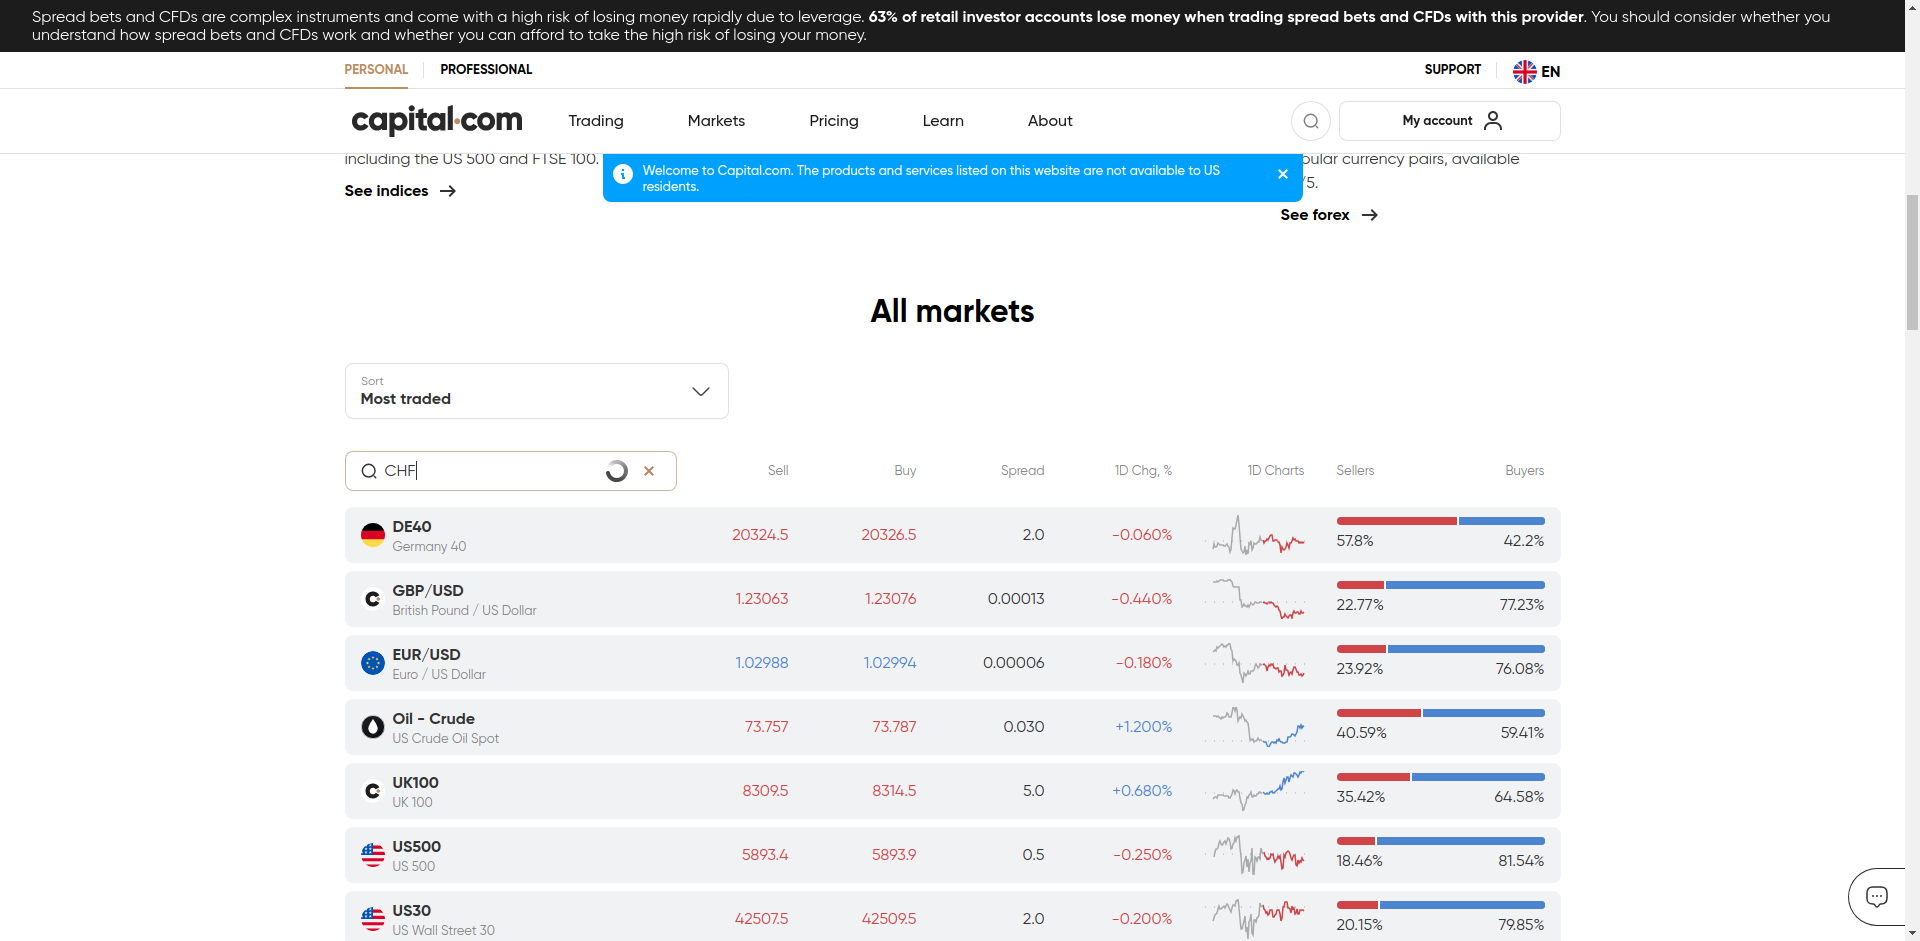 Spread bets and CFDs are complex instruments and come with a high risk of losing money rapidly due to leverage. 63% of retail investor accounts lose money when trading spread bets and CFDs with this provider. You should consider whether you
understand how spread bets and CFDs work and whether you can afford to take the high risk of losing your money.
PERSONAL PROFESSIONAL SUPPORT EN
capital.com Trading Markets Pricing Learn About My account
including the US 500 and FTSE 100.
See indices
Welcome to Capital.com. The products and services listed on this website are not available to US
residents.
pular currency pairs, available
/5.
See forex
All markets
Sort
Most traded
CHF Sell Buy Spread 1D Chg, % 1D Charts Sellers Buyers
DE40
Germany 40
20324.5 20326.5 2.0 -0.060% 57.8% 42.2%
GBP/USD
British Pound / US Dollar
1.23063 1.23076 0.00013 -0.440% 22.77% 77.23%
EUR/USD
Euro / US Dollar
1.02988 1.02994 0.00006 -0.180% 23.92% 76.08%
Oil - Crude
US Crude Oil Spot
73.757 73.787 0.030 +1.200% 40.59% 59.41%
UK100
UK 100
8309.5 8314.5 5.0 +0.680% 35.42% 64.58%
US500
US 500
5893.4 5893.9 0.5 -0.250% 18.46% 81.54%
US30
US Wall Street 30
42507.5 42509.5 2.0 -0.200% 20.15% 79.85%